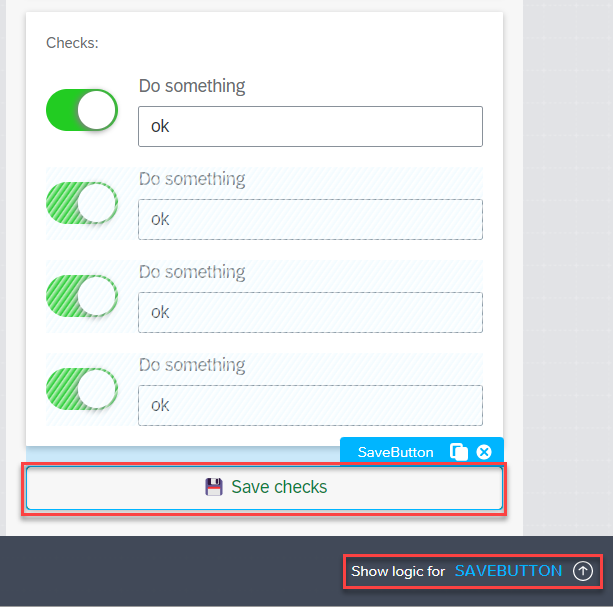 Checks:
Do something
ok
Do something
ok
Do something
ok
Do something
ok
SaveButton
Save checks
Show logic for SAVEBUTTON